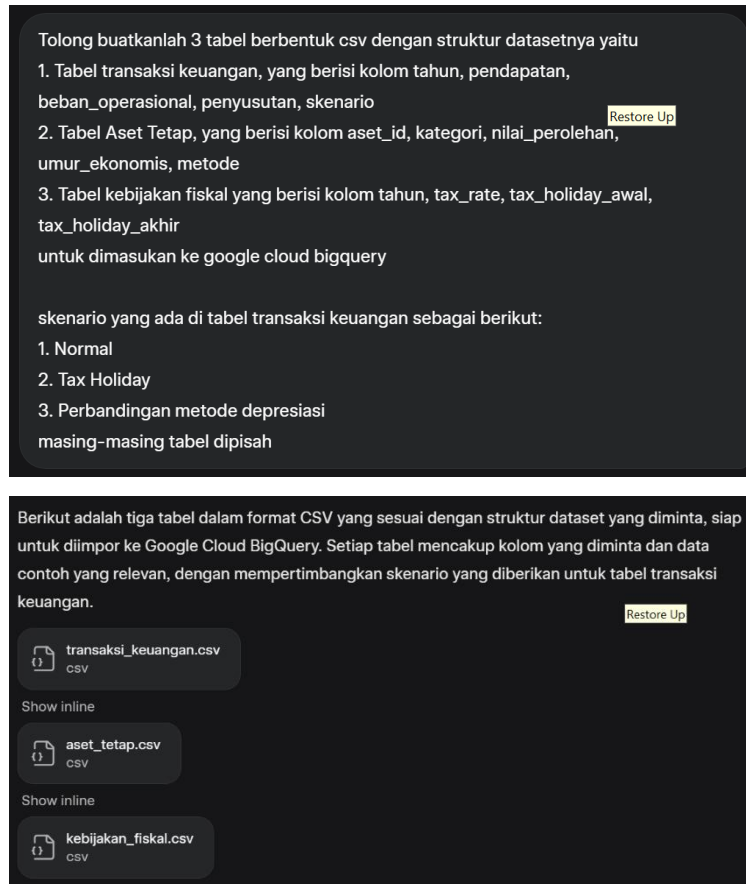 Tolong buatkanlah 3 tabel berbentuk csv dengan struktur datasetnya yaitu
1. Tabel transaksi keuangan, yang berisi kolom tahun, pendapatan,
beban_operasional, penyusutan, skenario
Restore Up
2. Tabel Aset Tetap, yang berisi kolom aset_id, kategori, nilai_perolehan,
umur_ekonomis, metode
3. Tabel kebijakan fiskal yang berisi kolom tahun, tax_rate, tax_holiday_awal,
tax_holiday_akhir
untuk dimasukan ke google cloud bigquery
skenario yang ada di tabel transaksi keuangan sebagai berikut:
1. Normal
2. Tax Holiday
3. Perbandingan metode depresiasi
masing-masing tabel dipisah
Berikut adalah tiga tabel dalam format CSV yang sesuai dengan struktur dataset yang diminta, siap
untuk diimpor ke Google Cloud BigQuery. Setiap tabel mencakup kolom yang diminta dan data
contoh yang relevan, dengan mempertimbangkan skenario yang diberikan untuk tabel transaksi
keuangan.
Restore Up
transaksi_keuangan.csv
csv
Show inline
aset_tetap.csv
csv
Show inline
kebijakan_fiskal.csv
csv